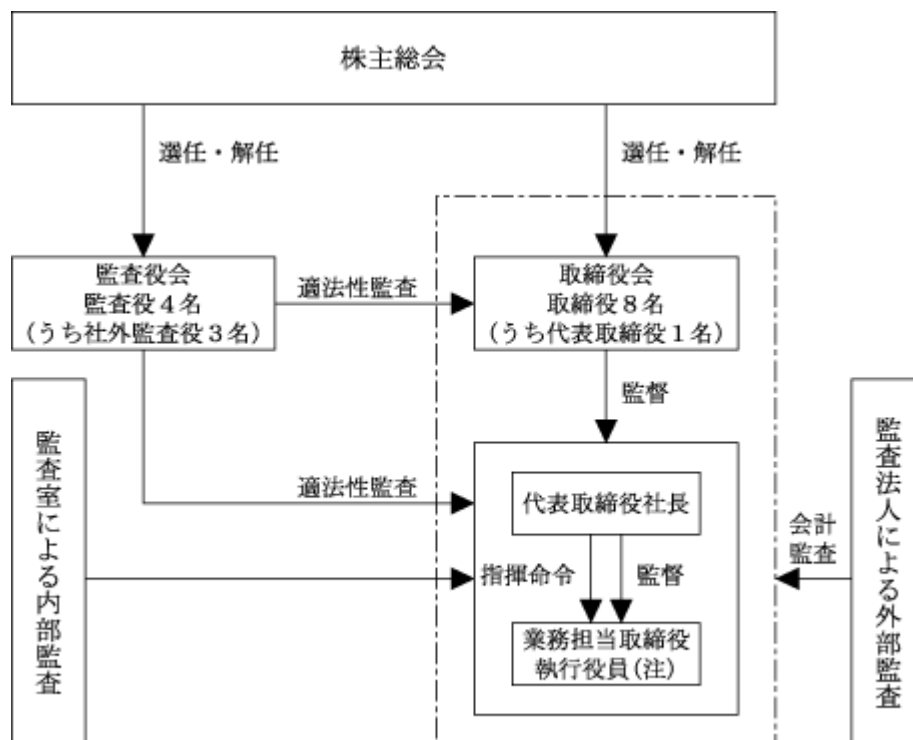 株主総会
選任・解任
選任・解任
監査役会
監査役4名
(うち社外監査役3名)
適法性監査
取締役会
取締役8名
(うち代表取締役1名)
監督
適法性監査
代表取締役社長
指揮命令
監督
業務担当取締役
執行役員(注)
監査室による内部監査
会計
監査
監査法人による外部監査